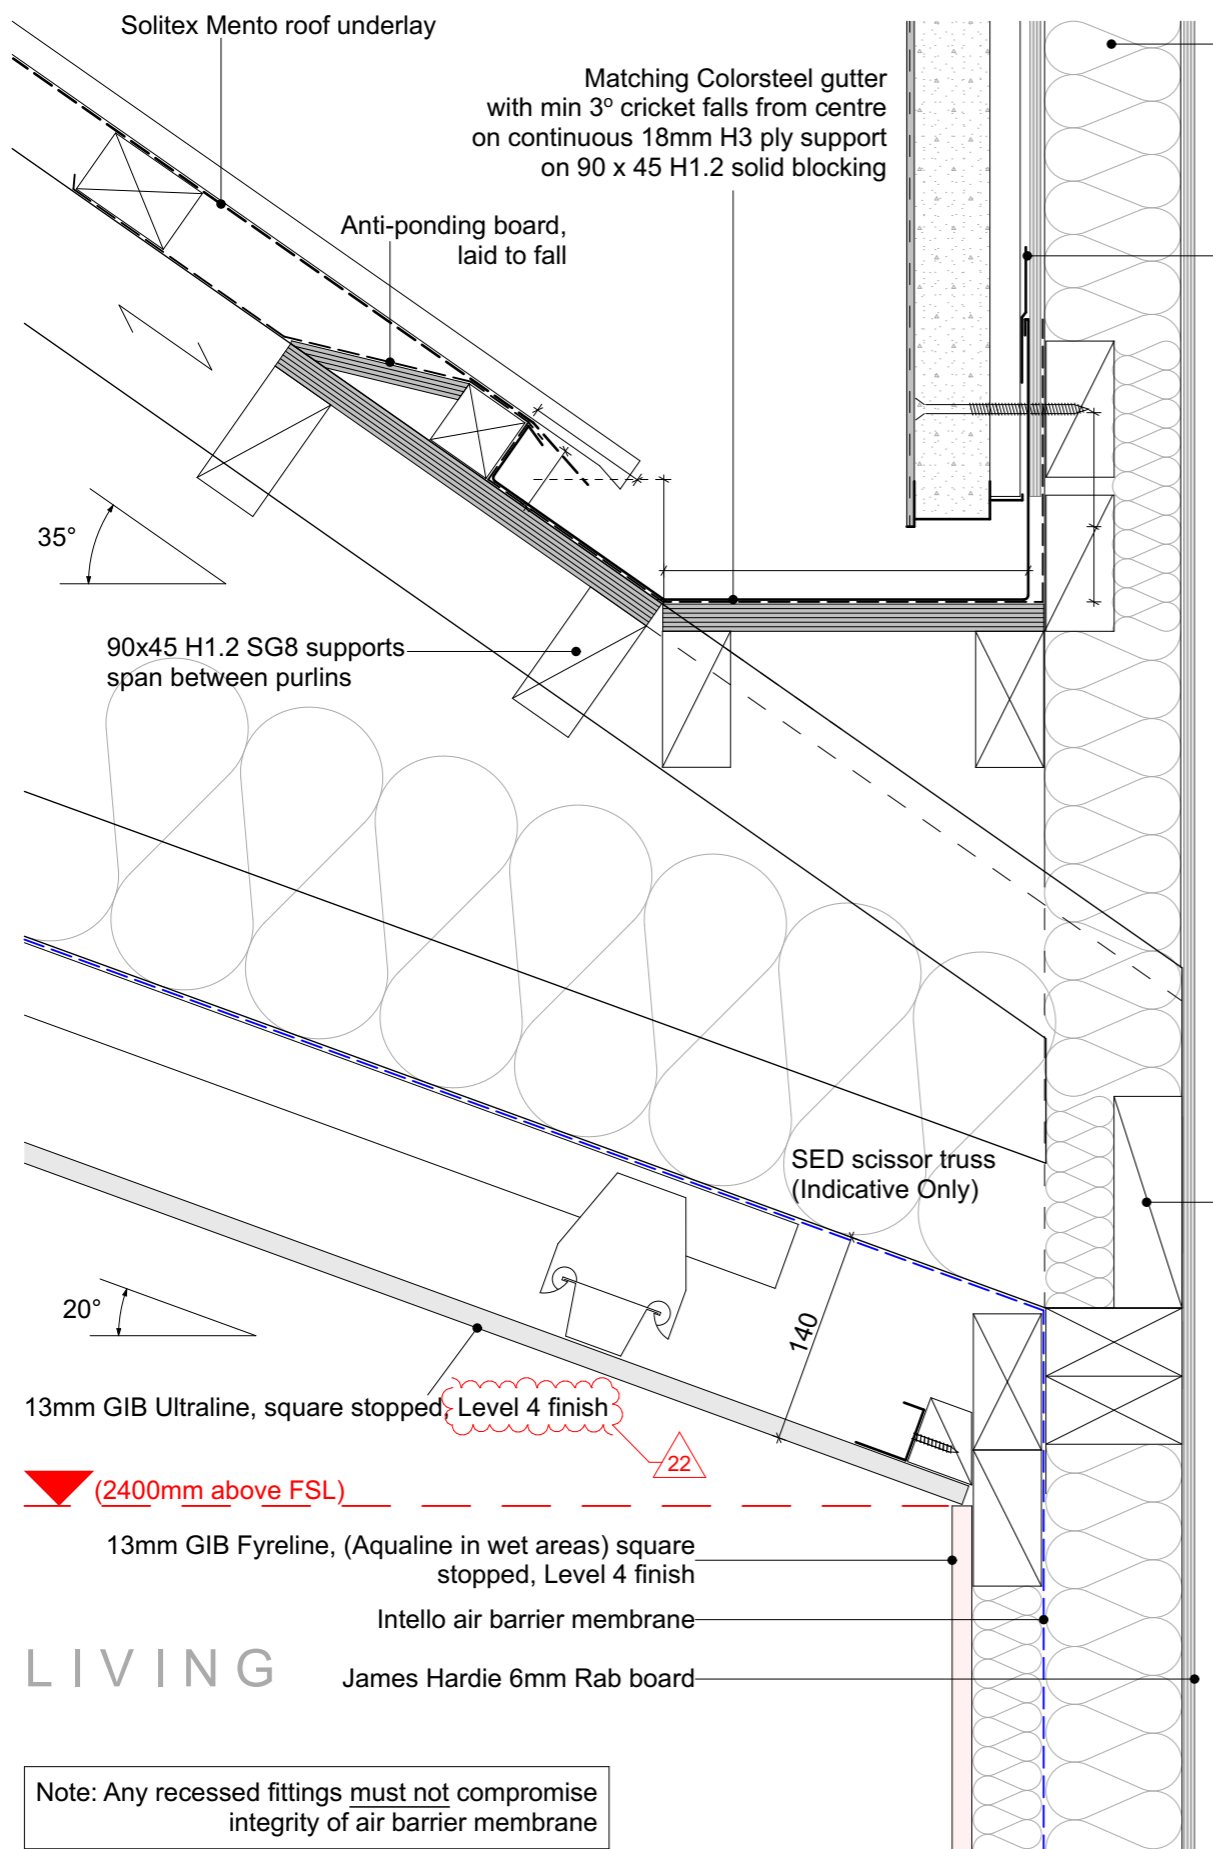 Solitex Mento roof underlay
Matching Colorsteel gutter
with min 3° cricket falls from centre
on continuous 18mm H3 ply support
on 90 x 45 H1.2 solid blocking
Anti-ponding board,
laid to fall
35°
90x45 H1.2 SG8 supports
span between purlins
SED scissor truss
(Indicative Only)
20°
140
13mm GIB Ultraline, square stopped, Level 4 finish
22
(2400mm above FSL)
13mm GIB Fyreline, (Aqualine in wet areas) square
stopped, Level 4 finish
Intello air barrier membrane
LIVING
James Hardie 6mm Rab board
Note: Any recessed fittings must not compromise
integrity of air barrier membrane